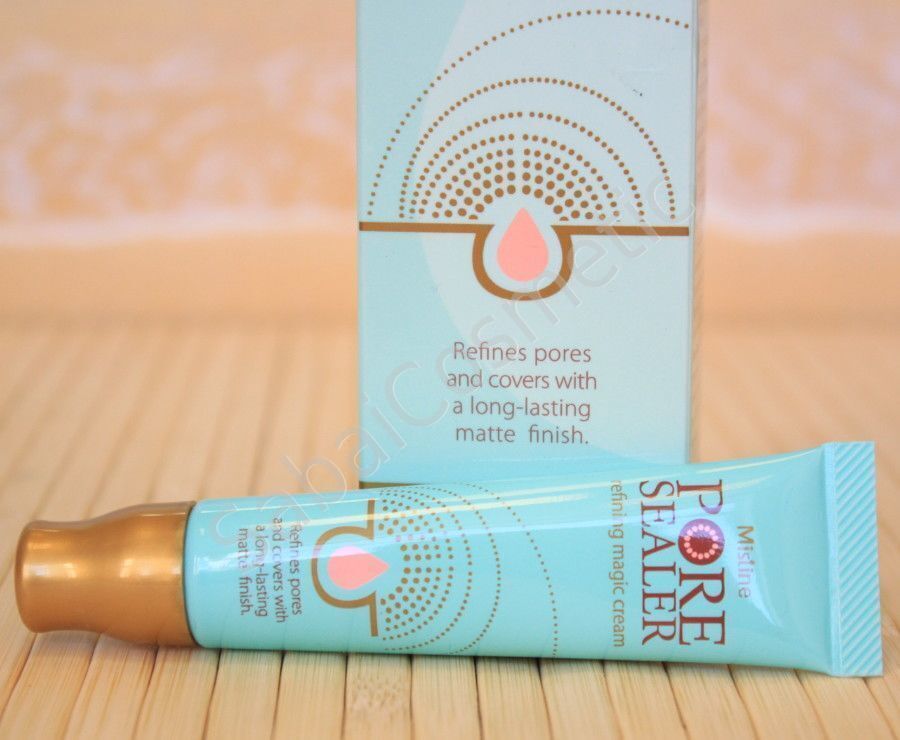 Refines pores
and covers with
a long-lasting
matte finish.
Mistine
PORE
SEALER
refining magic cream
Refines pores
and covers with
a long-lasting
matte finish.
SabaiCosmetic